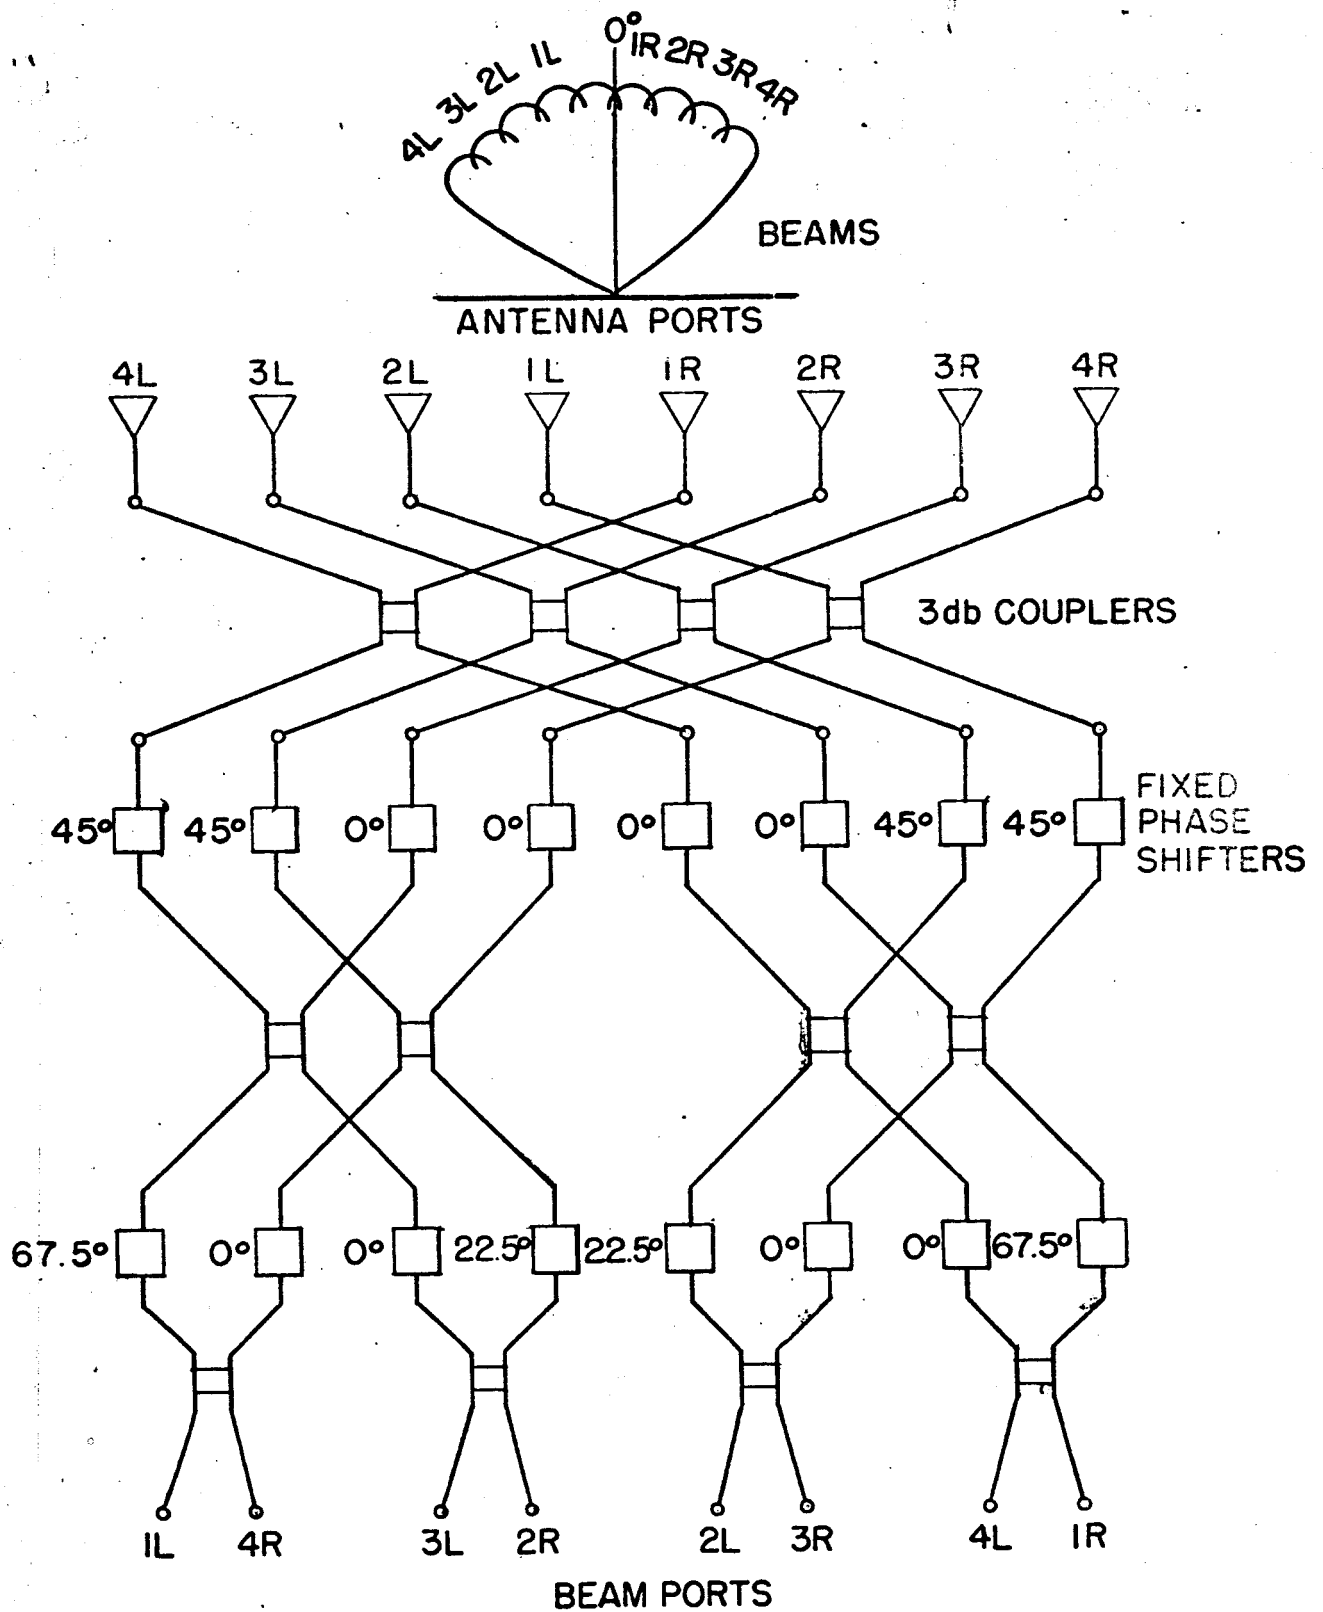 0°
4L 3L 2L 1L 1R 2R 3R 4R
BEAMS
ANTENNA PORTS
4L 3L 2L 1L 1R 2R 3R 4R
3db COUPLERS
FIXED
PHASE
SHIFTERS
45° 45° 0° 0° 0° 0° 45° 45°
67.5° 0° 0° 22.5° 22.5° 0° 0° 67.5°
1L 4R 3L 2R 2L 3R 4L 1R
BEAM PORTS